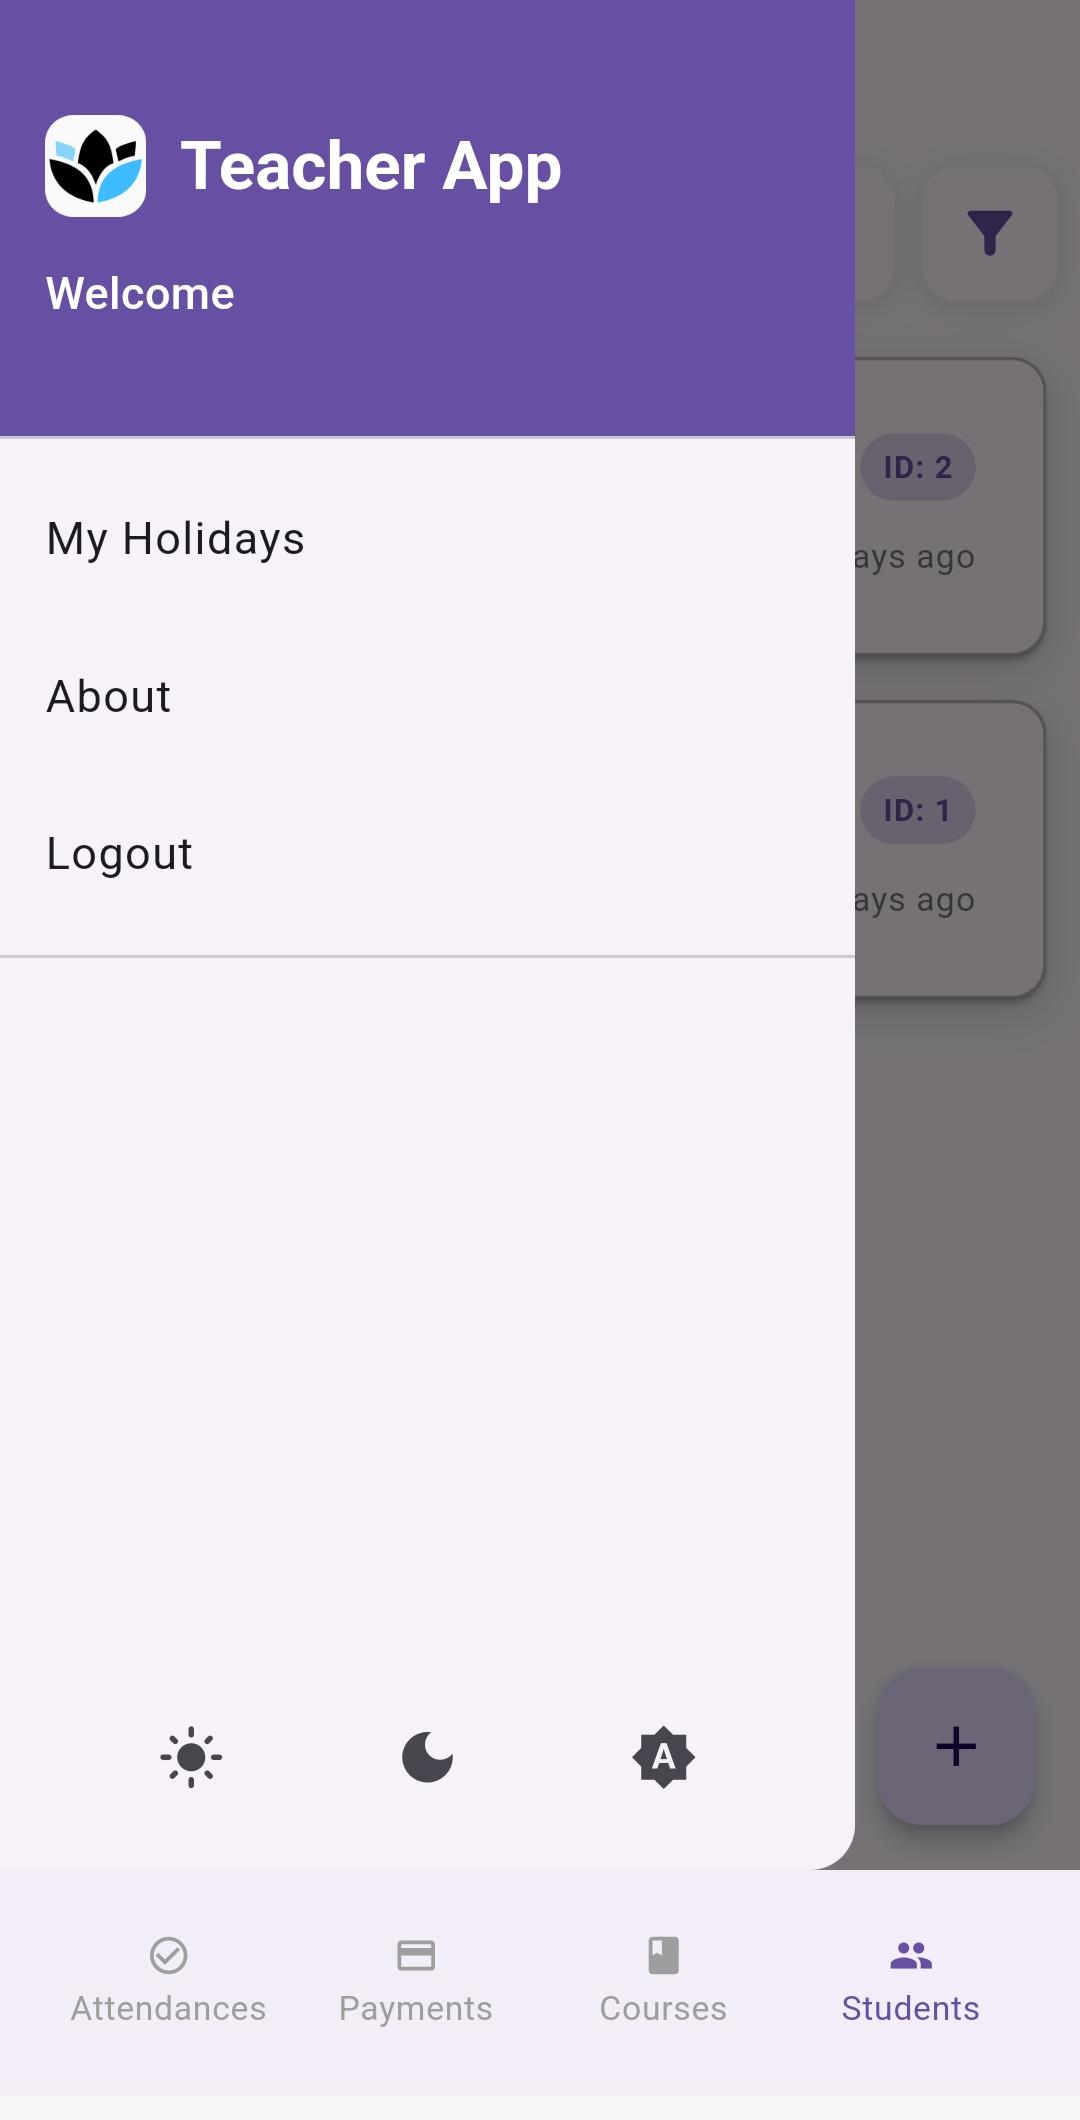 Teacher App
Welcome
My Holidays
About
Logout
ID: 2
ays ago
ID: 1
ays ago
A
Attendances
Payments
Courses
Students